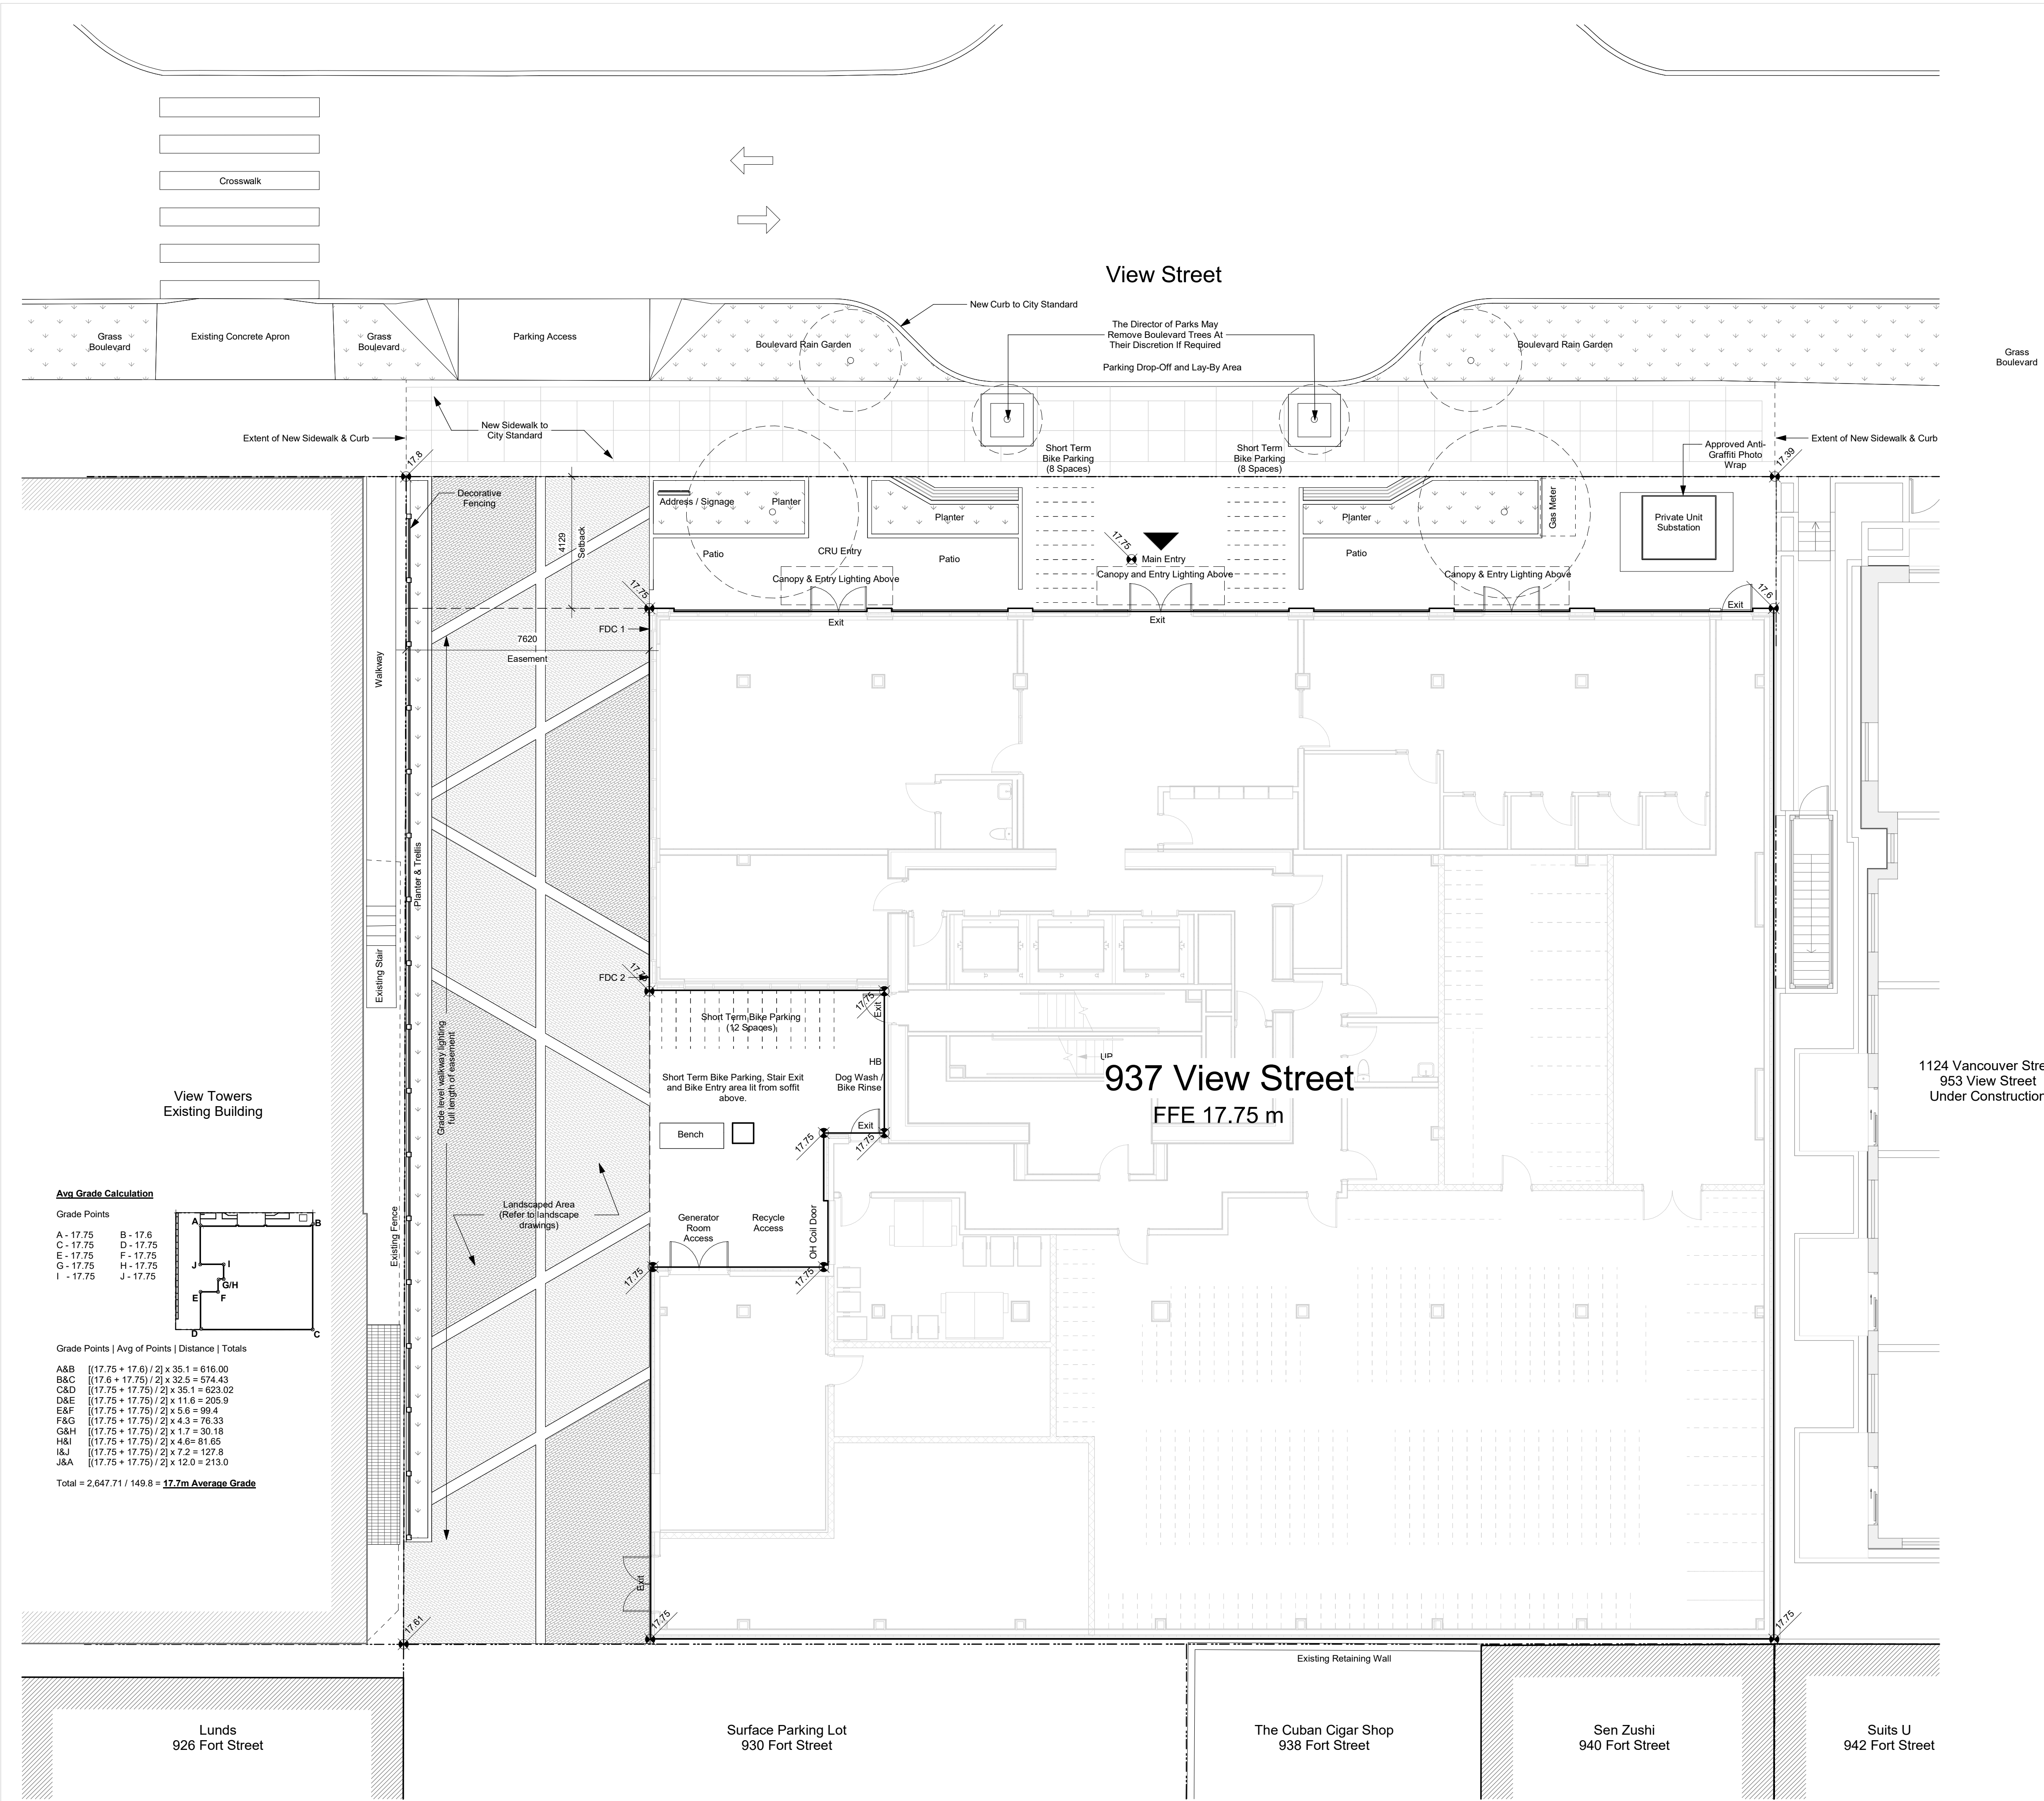 Crosswalk
View Street
New Curb to City Standard
The Director of Parks May
Remove Boulevard Trees At
Their Discretion If Required
Parking Drop-Off and Lay-By Area
Grass
Boulevard
Existing Concrete Apron
Grass
Boulevard
Parking Access
Boulevard Rain Garden
Boulevard Rain Garden
Grass
Boulevard
Extent of New Sidewalk & Curb
New Sidewalk to
City Standard
Short Term
Bike Parking
(8 Spaces)
Short Term
Bike Parking
(8 Spaces)
Approved Anti-
Graffiti Photo
Wrap
Extent of New Sidewalk & Curb
17.8
17.39
Decorative
Fencing
Address / Signage
Planter
Planter
Planter
Gas Meter
Private Unit
Substation
4129
Setback
Patio
CRU Entry
Patio
17.75
Main Entry
Patio
Canopy & Entry Lighting Above
Canopy and Entry Lighting Above
Canopy & Entry Lighting Above
17.75
17.6
Exit
Exit
Exit
FDC 1
7620
Easement
Walkway
Planter & Trellis
Existing Stair
FDC 2
17.75
Exit
Short Term Bike Parking
(12 Spaces)
Grade level walkway lighting
full length of easement
HB
Dog Wash /
Bike Rinse
Short Term Bike Parking, Stair Exit
and Bike Entry area lit from soffit
above.
UP
937 View Street
FFE 17.75 m
1124 Vancouver Stre
953 View Street
Under Construction
View Towers
Existing Building
Bench
Exit
17.75
17.75
Landscaped Area
(Refer to landscape
drawings)
Existing Fence
Generator
Room
Access
Recycle
Access
OH Coil Door
17.75
17.75
Avg Grade Calculation
Grade Points
A - 17.75 B - 17.6
C - 17.75 D - 17.75
E - 17.75 F - 17.75
G - 17.75 H - 17.75
I - 17.75 J - 17.75
A
B
J
I
G/H
E
F
D
C
Grade Points | Avg of Points | Distance | Totals
A&B [(17.75 + 17.6) / 2] x 35.1 = 616.00
B&C [(17.6 + 17.75) / 2] x 32.5 = 574.43
C&D [(17.75 + 17.75) / 2] x 35.1 = 623.02
D&E [(17.75 + 17.75) / 2] x 11.6 = 205.9
E&F [(17.75 + 17.75) / 2] x 5.6 = 99.4
F&G [(17.75 + 17.75) / 2] x 4.3 = 76.33
G&H [(17.75 + 17.75) / 2] x 1.7 = 30.18
H&I [(17.75 + 17.75) / 2] x 4.6= 81.65
I&J [(17.75 + 17.75) / 2] x 7.2 = 127.8
J&A [(17.75 + 17.75) / 2] x 12.0 = 213.0
Total = 2,647.71 / 149.8 = 17.7m Average Grade
Exit
17.61
17.75
17.75
Existing Retaining Wall
Lunds
926 Fort Street
Surface Parking Lot
930 Fort Street
The Cuban Cigar Shop
938 Fort Street
Sen Zushi
940 Fort Street
Suits U
942 Fort Street